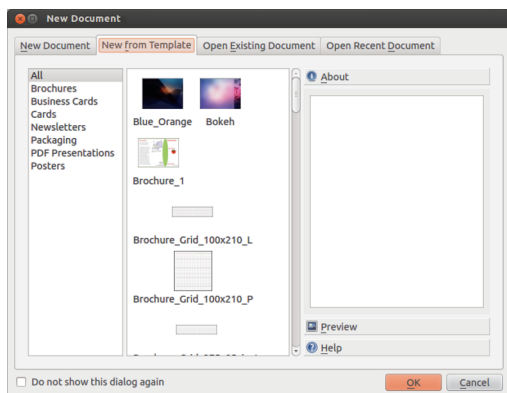 New Document
New Document New from Template Open Existing Document Open Recent Document
All
Brochures
Business Cards
Cards
Newsletters
Packaging
PDF Presentations
Posters
Blue_Orange Bokeh
Brochure_1
Brochure_Grid_100x210_L
Brochure_Grid_100x210_P
About
Preview
Help
Do not show this dialog again
OK Cancel